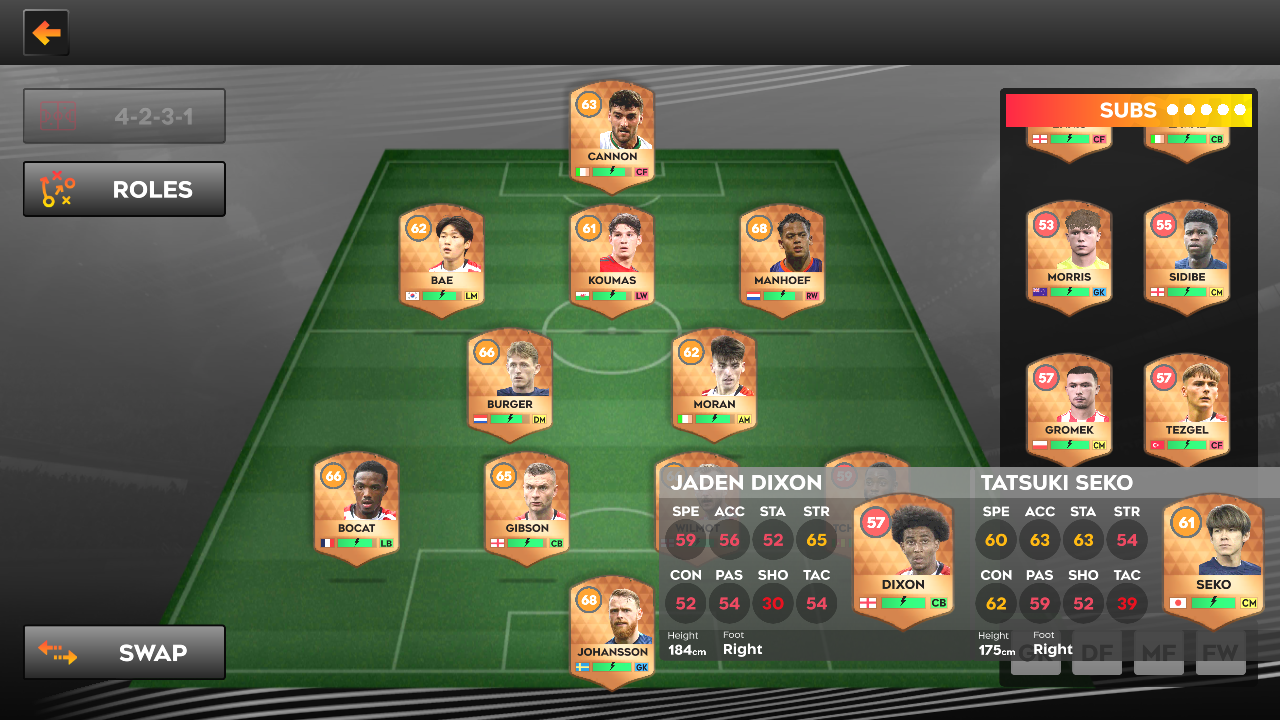 4-2-3-1
ROLES
SUBS
CF
CB
63
CANNON
CF
62
BAE
LM
61
KOUMAS
LW
68
MANHOEF
RW
53
MORRIS
GK
55
SIDIBE
CM
66
BURGER
DM
62
MORAN
AM
57
GROMEK
CM
57
TEZGEL
CF
66
BOCAT
LB
65
GIBSON
CB
WILMOT
59
68
JOHANSSON
GK
JADEN DIXON
SPE ACC STA STR
59 56 52 65
CON PAS SHO TAC
52 54 30 54
Height Foot
184cm Right
57
DIXON
CB
TATSUKI SEKO
SPE ACC STA STR
60 63 63 54
CON PAS SHO TAC
62 59 52 39
Height Foot
175cm Right
61
SEKO
CM
SWAP
GK DF MF FW